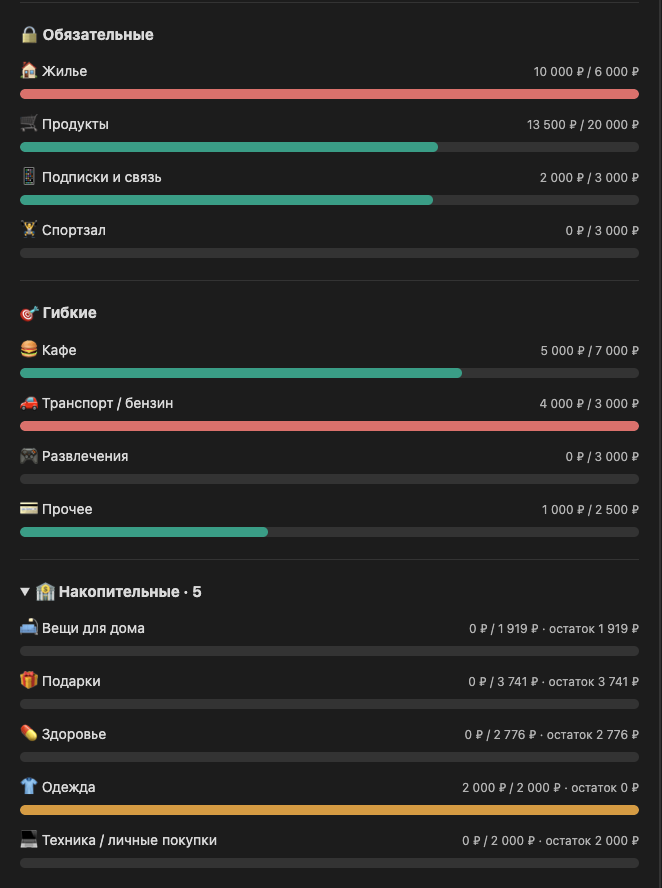 Обязательные
Жилье 10 000 ₽ / 6 000 ₽
Продукты 13 500 ₽ / 20 000 ₽
Подписки и связь 2 000 ₽ / 3 000 ₽
Спортзал 0 ₽ / 3 000 ₽
Гибкие
Кафе 5 000 ₽ / 7 000 ₽
Транспорт / бензин 4 000 ₽ / 3 000 ₽
Развлечения 0 ₽ / 3 000 ₽
Прочее 1 000 ₽ / 2 500 ₽
Накопительные · 5
Вещи для дома 0 ₽ / 1 919 ₽ · остаток 1 919 ₽
Подарки 0 ₽ / 3 741 ₽ · остаток 3 741 ₽
Здоровье 0 ₽ / 2 776 ₽ · остаток 2 776 ₽
Одежда 2 000 ₽ / 2 000 ₽ · остаток 0 ₽
Техника / личные покупки 0 ₽ / 2 000 ₽ · остаток 2 000 ₽